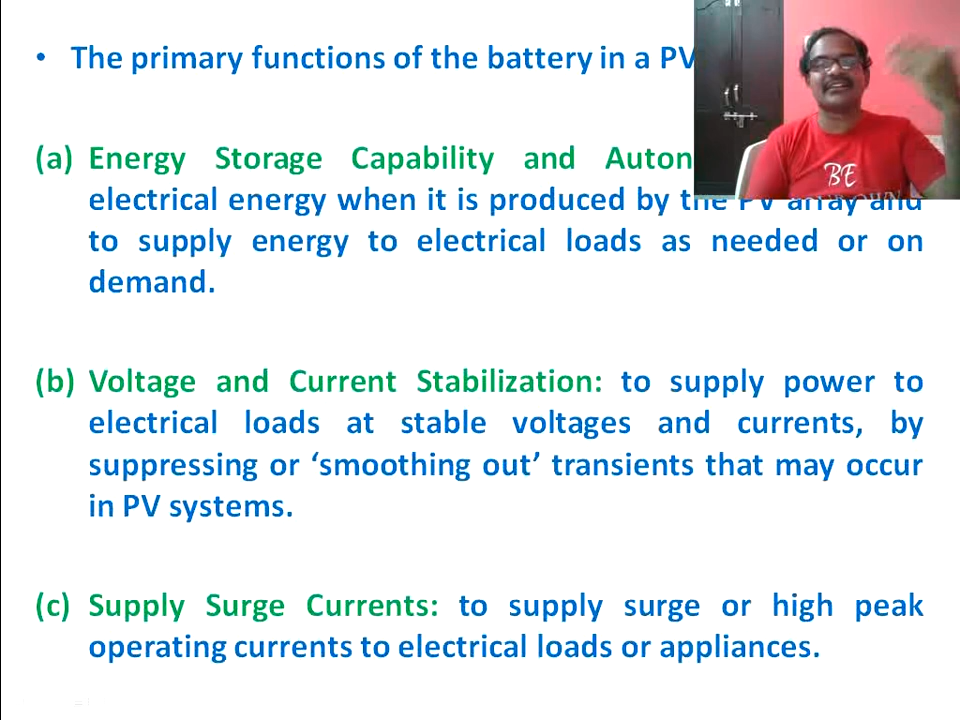 • The primary functions of the battery in a PV
(a) Energy Storage Capability and
electrical energy when it is produced by the PV array and
to supply energy to electrical loads as needed or on
demand.
(b) Voltage and Current Stabilization: to supply power to
electrical loads at stable voltages and currents, by
suppressing or ‘smoothing out’ transients that may occur
in PV systems.
(c) Supply Surge Currents: to supply surge or high peak
operating currents to electrical loads or appliances.
BE